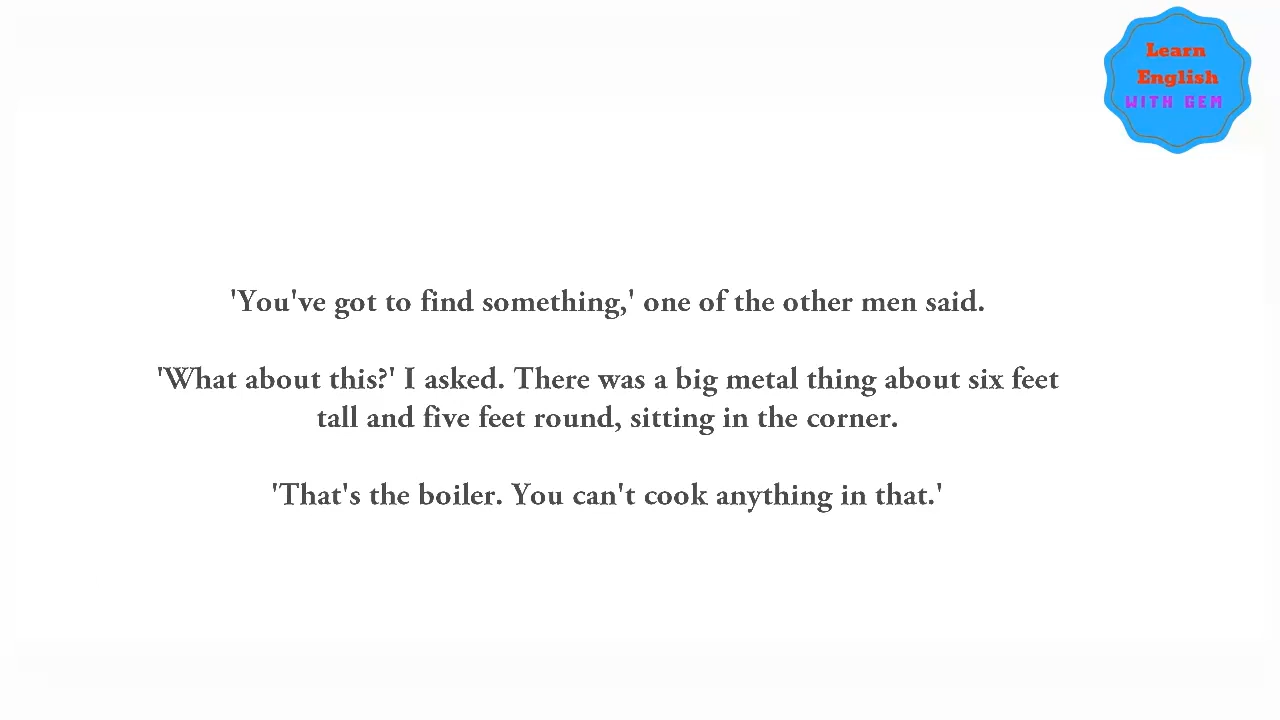 Learn
English
WITH GEM
'You've got to find something,' one of the other men said.
'What about this?' I asked. There was a big metal thing about six feet
tall and five feet round, sitting in the corner.
'That's the boiler. You can't cook anything in that.'